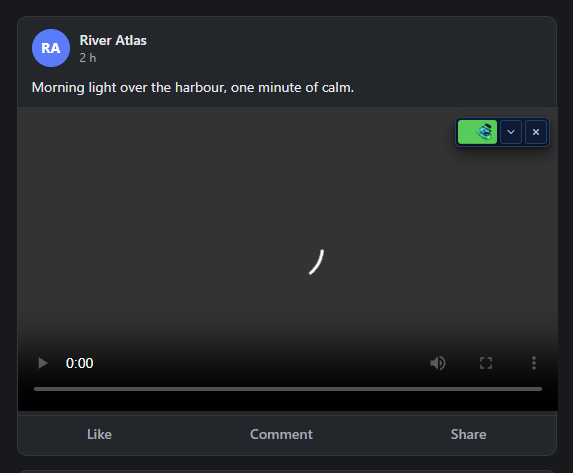 RA
River Atlas
2 h
Morning light over the harbour, one minute of calm.
0:00
Like Comment Share